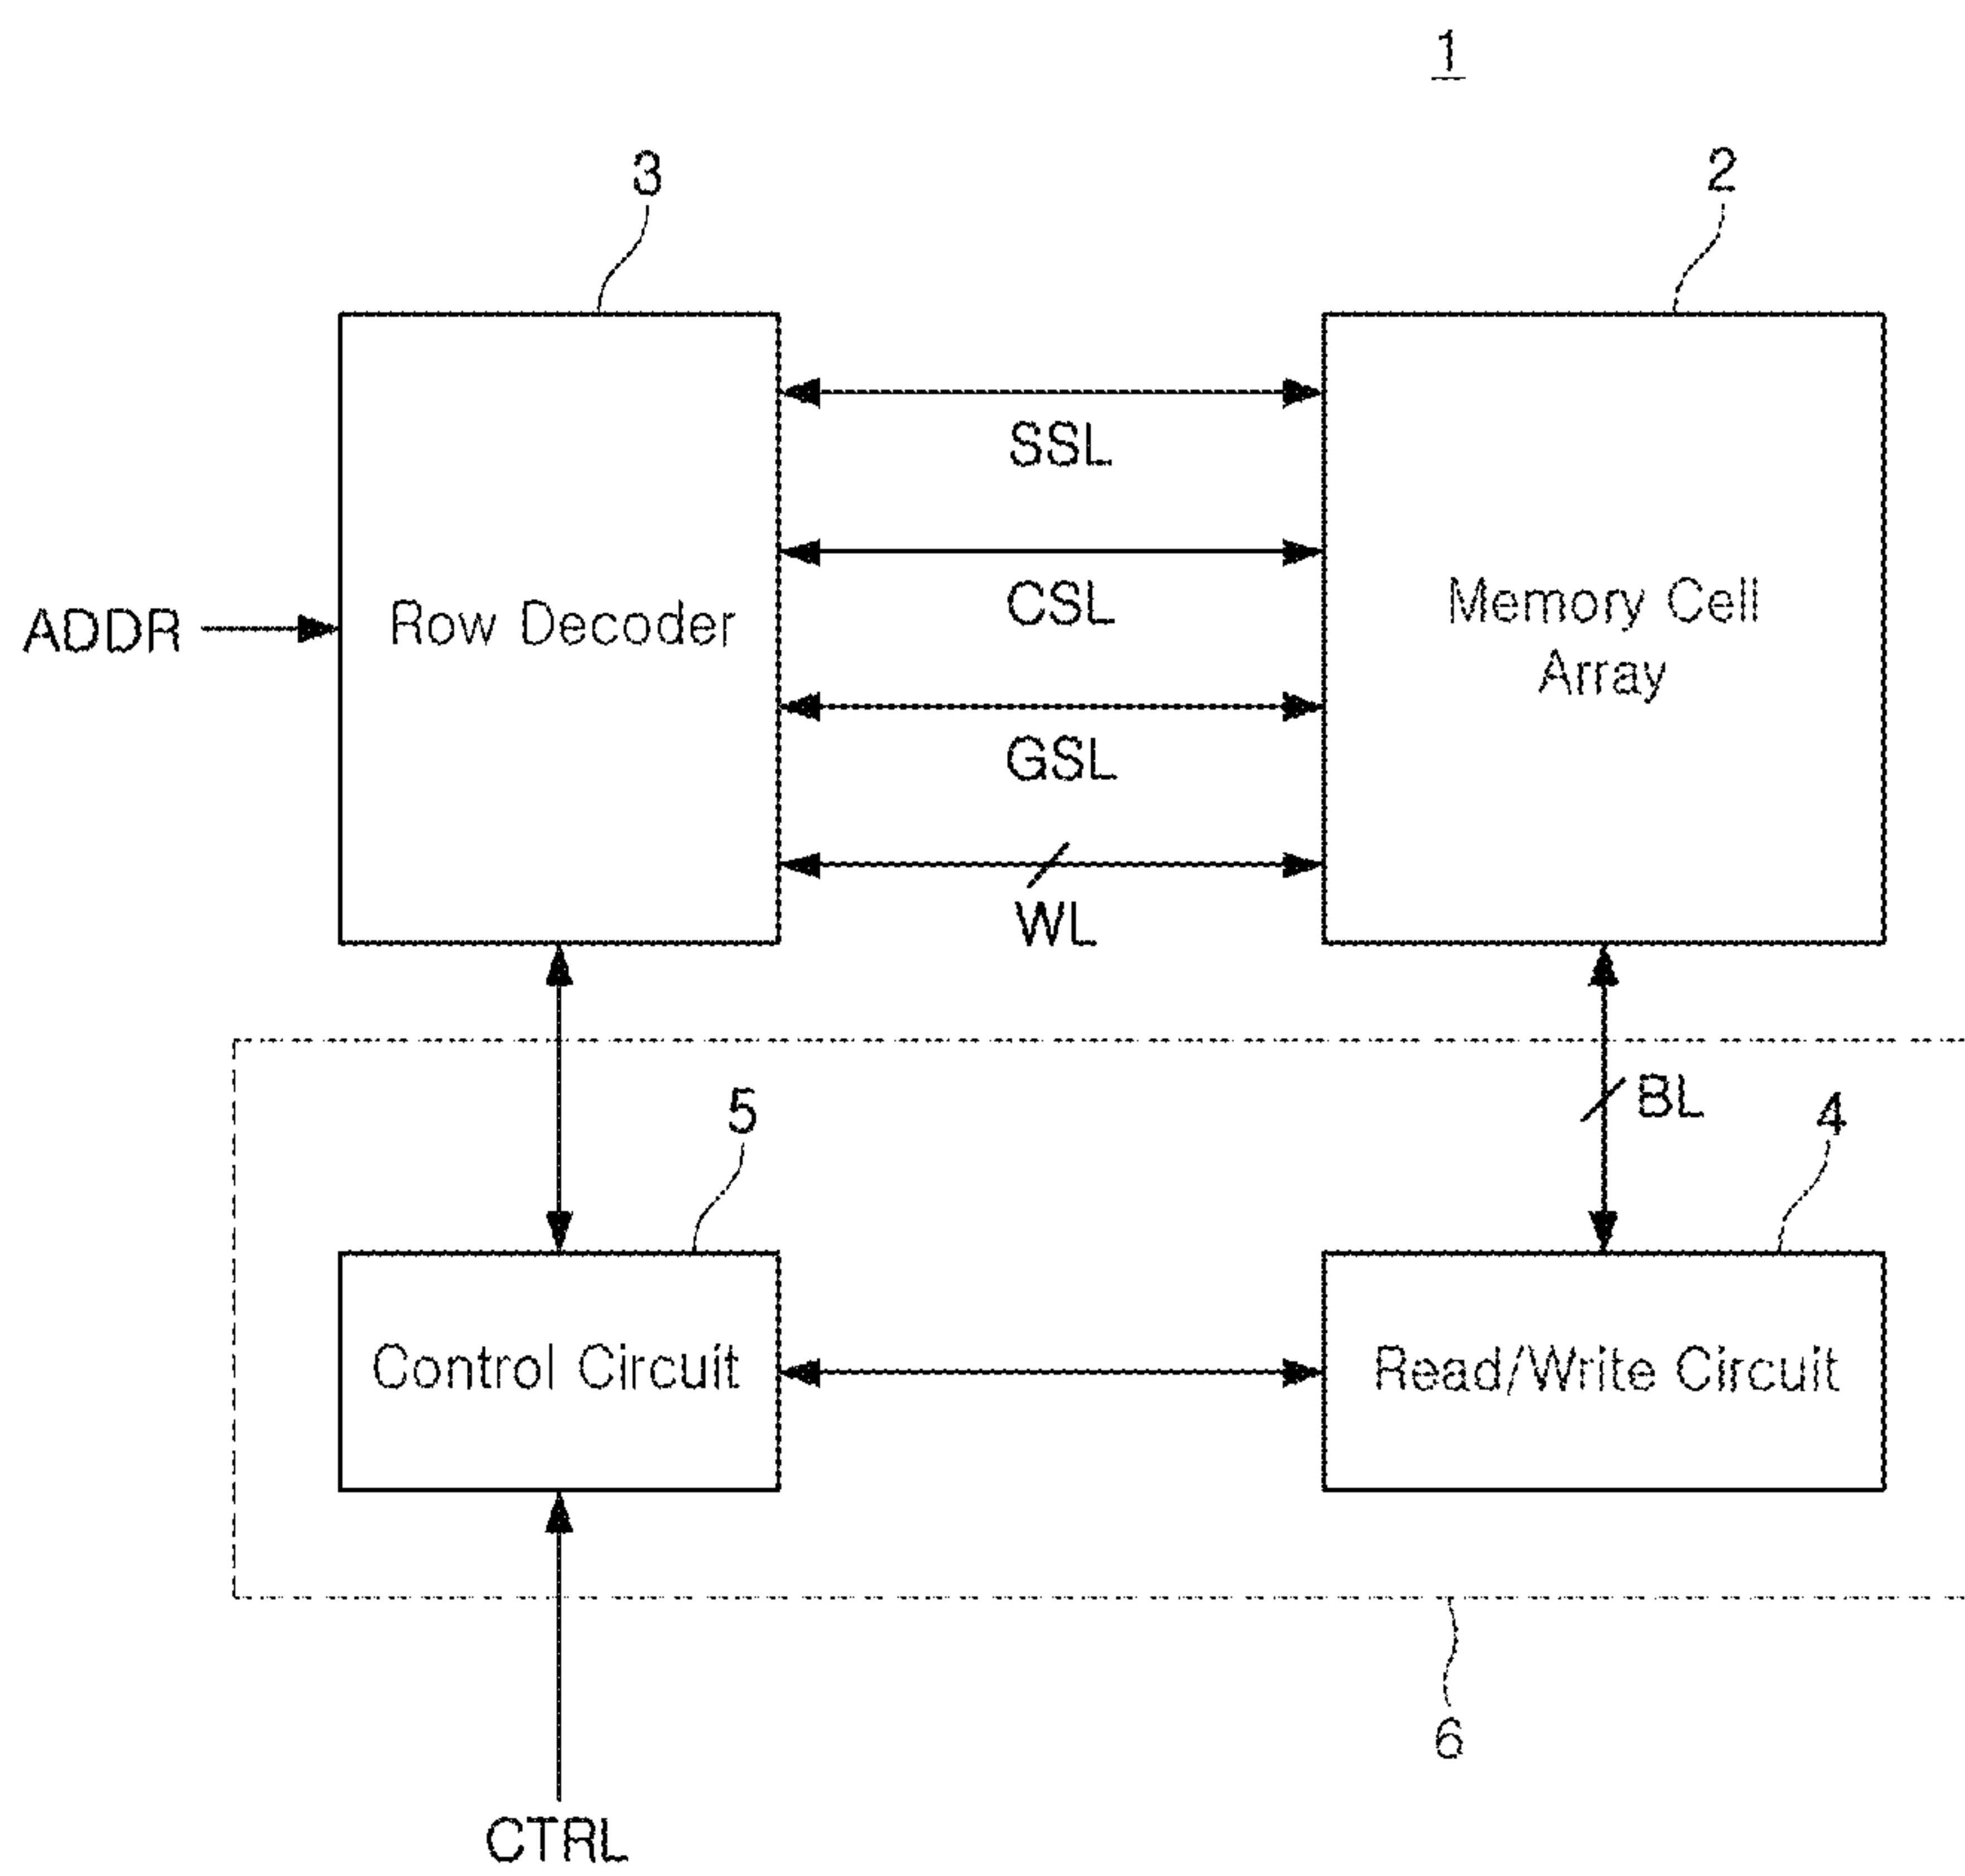 1
3
2
SSL
CSL
ADDR
Row Decoder
Memory Cell
Array
GSL
WL
BL
5
4
Control Circuit
Read/Write Circuit
6
CTRL